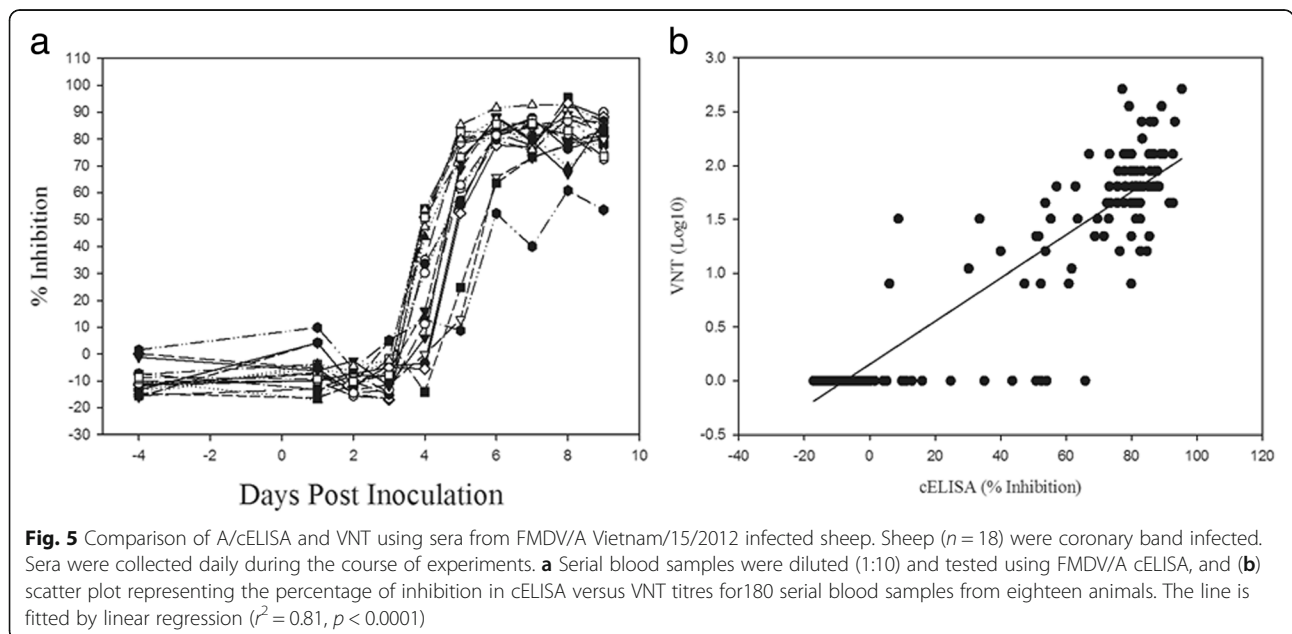 a
110
100
90
80
70
60
50
40
30
20
10
0
-10
-20
-30
% Inhibition
-4 -2 0 2 4 6 8 10
Days Post Inoculation
b
3.0
2.5
2.0
1.5
1.0
0.5
0.0
-0.5
VNT (Log10)
-40 -20 0 20 40 60 80 100 120
cELISA (% Inhibition)
Fig. 5 Comparison of A/cELISA and VNT using sera from FMDV/A Vietnam/15/2012 infected sheep. Sheep (n = 18) were coronary band infected.
Sera were collected daily during the course of experiments. a Serial blood samples were diluted (1:10) and tested using FMDV/A cELISA, and (b)
scatter plot representing the percentage of inhibition in cELISA versus VNT titres for180 serial blood samples from eighteen animals. The line is
fitted by linear regression (r² = 0.81, p < 0.0001)